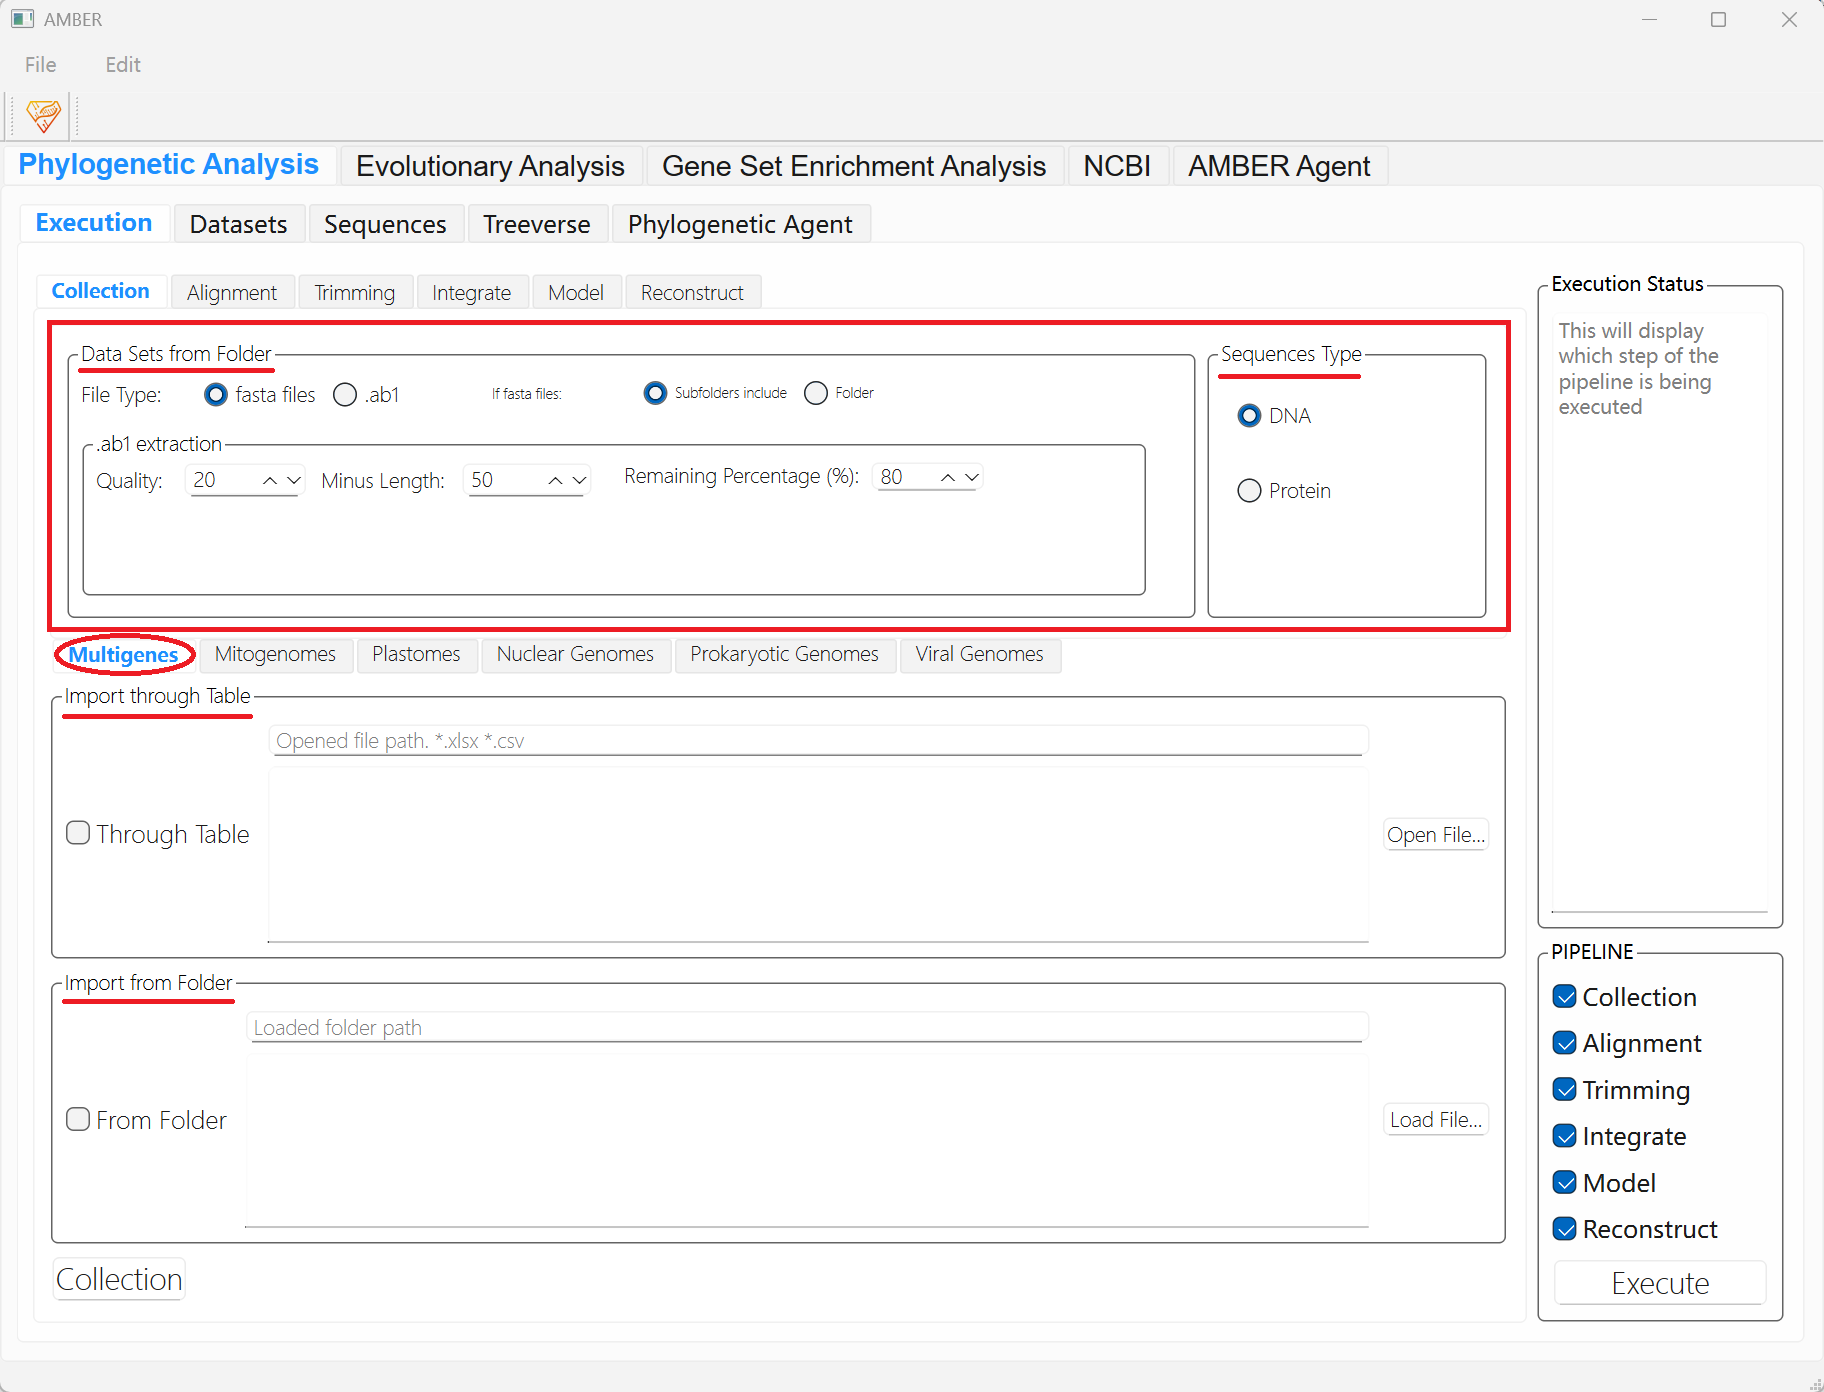 AMBER
File Edit
Phylogenetic Analysis Evolutionary Analysis Gene Set Enrichment Analysis NCBI AMBER Agent
Execution Datasets Sequences Treeverse Phylogenetic Agent
Collection Alignment Trimming Integrate Model Reconstruct
Data Sets from Folder
File Type: fasta files .ab1 If fasta files: Subfolders include Folder
.ab1 extraction
Quality: 20 Minus Length: 50 Remaining Percentage (%): 80
Sequences Type
DNA
Protein
Multigenes Mitogenomes Plastomes Nuclear Genomes Prokaryotic Genomes Viral Genomes
Import through Table
Opened file path. *.xlsx *.csv
Through Table
Open File...
Import from Folder
Loaded folder path
From Folder
Load File...
Collection
Execution Status
This will display
which step of the
pipeline is being
executed
PIPELINE
Collection
Alignment
Trimming
Integrate
Model
Reconstruct
Execute